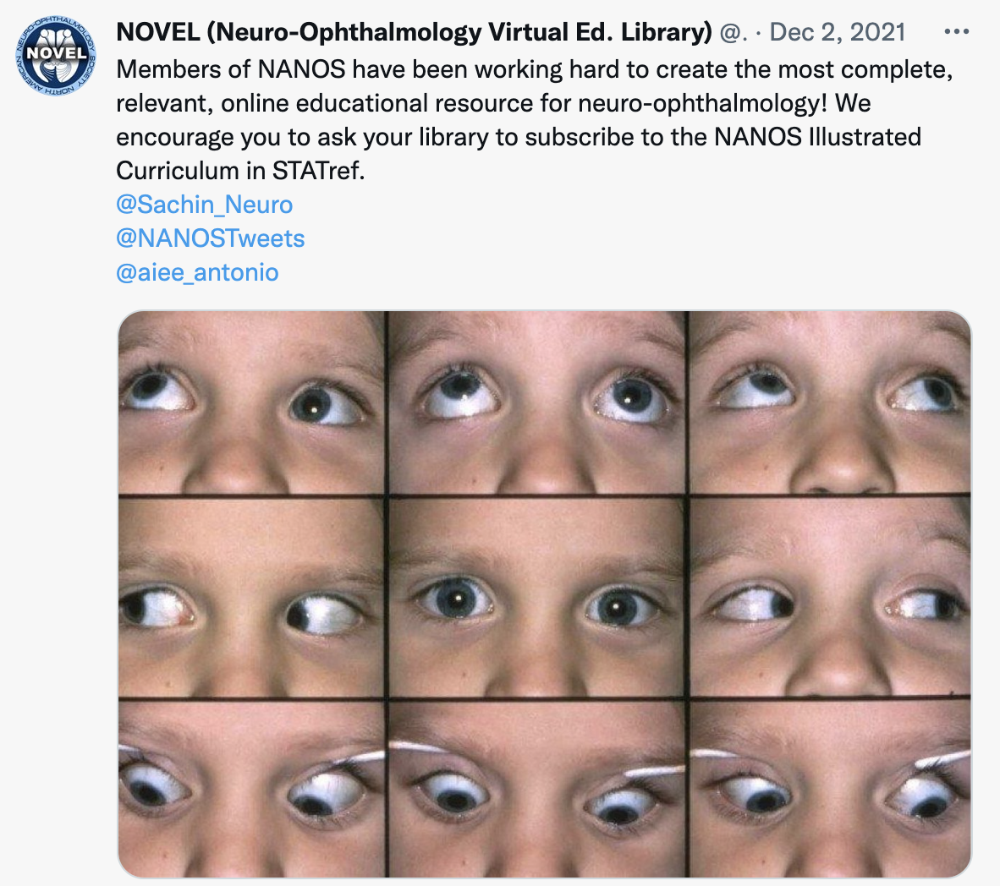 NEURO-OPHTHALMOLOGY SOCIETY NORTH AMERICAN
NOVEL
NOVEL (Neuro-Ophthalmology Virtual Ed. Library) @. · Dec 2, 2021
Members of NANOS have been working hard to create the most complete,
relevant, online educational resource for neuro-ophthalmology! We
encourage you to ask your library to subscribe to the NANOS Illustrated
Curriculum in STATref.
@Sachin_Neuro
@NANOSTweets
@aiee_antonio